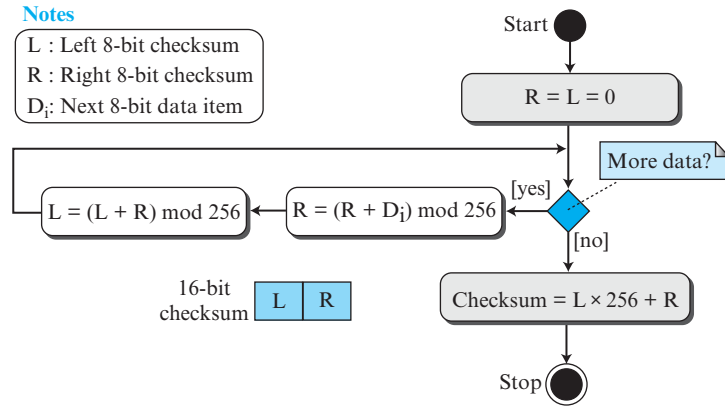 Notes
L : Left 8-bit checksum
R : Right 8-bit checksum
Dᵢ: Next 8-bit data item
Start
R = L = 0
More data?
[yes]
L = (L + R) mod 256
R = (R + Dᵢ) mod 256
[no]
16-bit
checksum
L R
Checksum = L × 256 + R
Stop